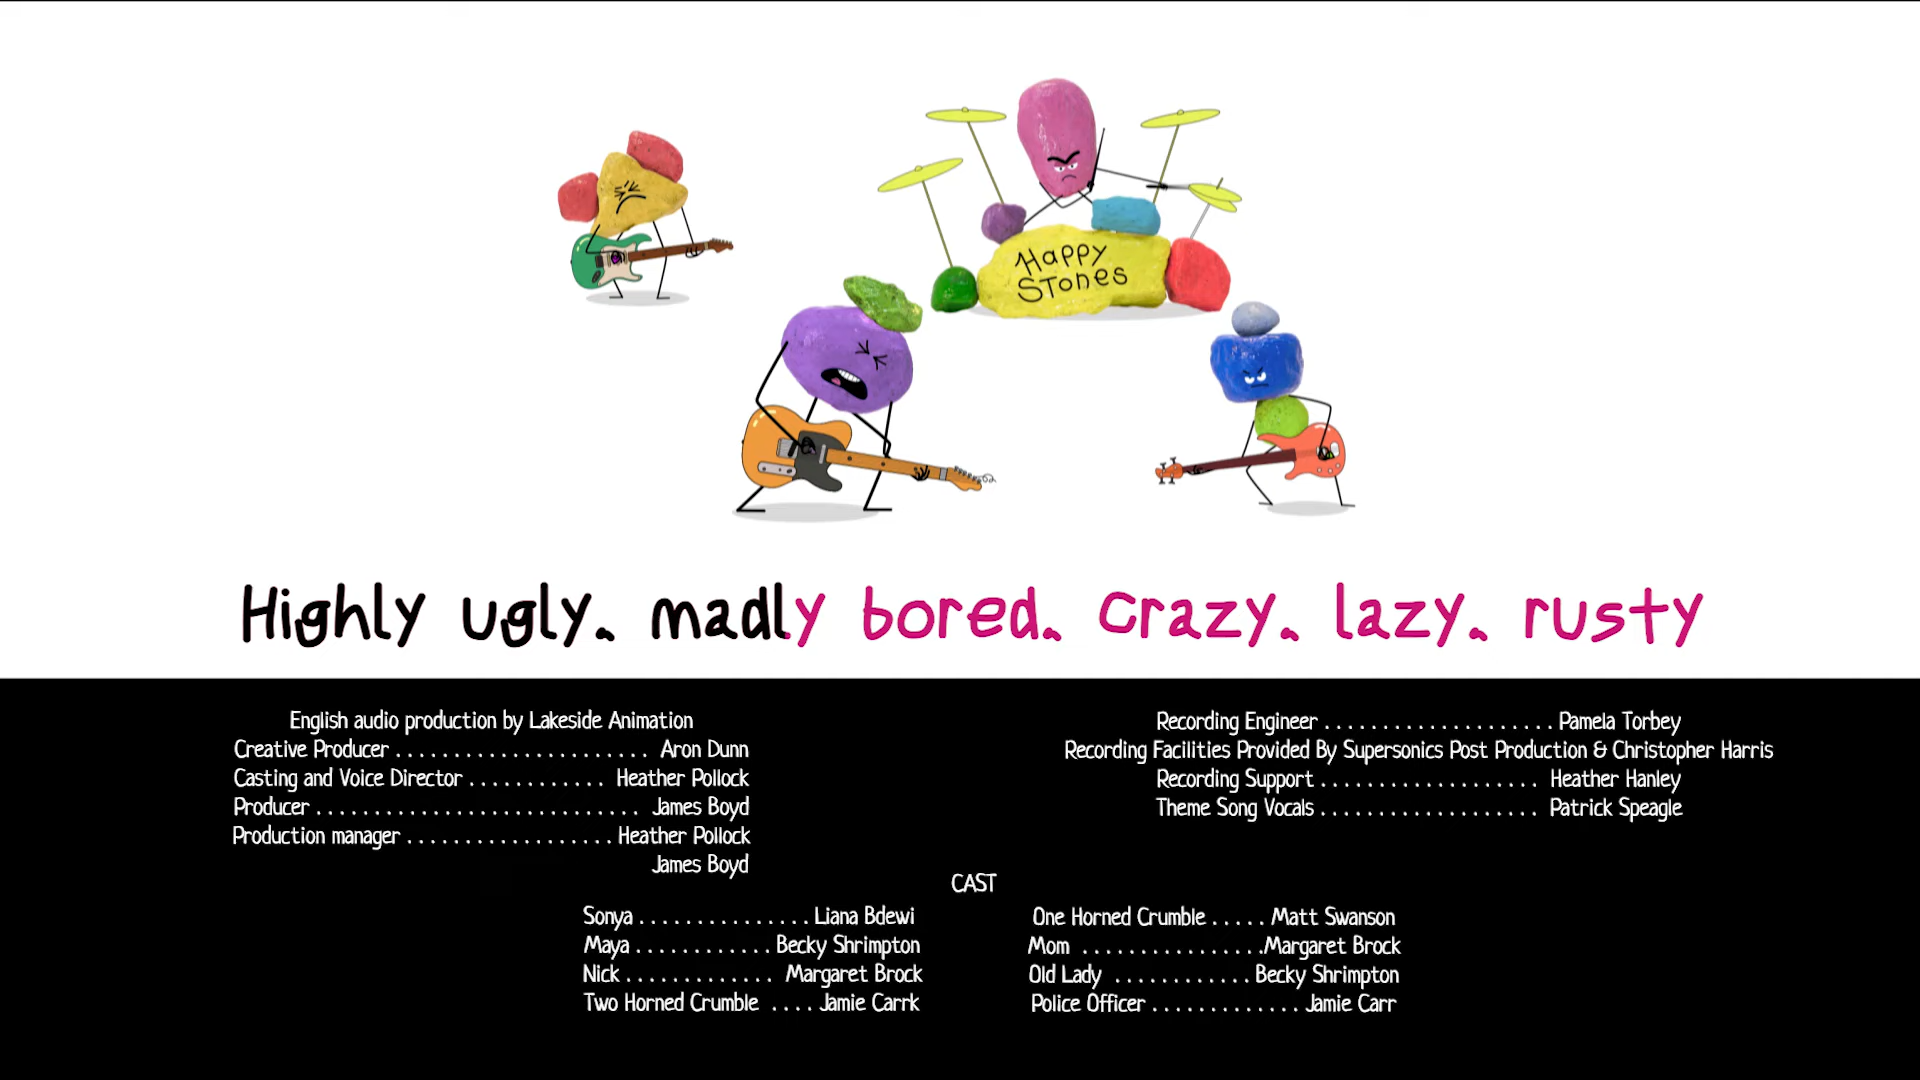 Happy
Stones
Highly ugly, madly bored, crazy, lazy, rusty
English audio production by Lakeside Animation
Creative Producer . . . . . . . . . . . . . . . . . . . . . . Aron Dunn
Casting and Voice Director . . . . . . . . . . . . Heather Pollock
Producer . . . . . . . . . . . . . . . . . . . . . . . . . . . . James Boyd
Production manager . . . . . . . . . . . . . . . . . . Heather Pollock
James Boyd
Recording Engineer . . . . . . . . . . . . . . . . . . . . Pamela Torbey
Recording Facilities Provided By Supersonics Post Production & Christopher Harris
Recording Support . . . . . . . . . . . . . . . . . . . Heather Hanley
Theme Song Vocals . . . . . . . . . . . . . . . . . . . Patrick Speagle
CAST
Sonya . . . . . . . . . . . . . . . Liana Bdewi
Maya . . . . . . . . . . . . Becky Shrimpton
Nick . . . . . . . . . . . . . Margaret Brock
Two Horned Crumble . . . . Jamie Carrk
One Horned Crumble . . . . . Matt Swanson
Mom . . . . . . . . . . . . . . . .Margaret Brock
Old Lady . . . . . . . . . . . . Becky Shrimpton
Police Officer . . . . . . . . . . . . . Jamie Carr